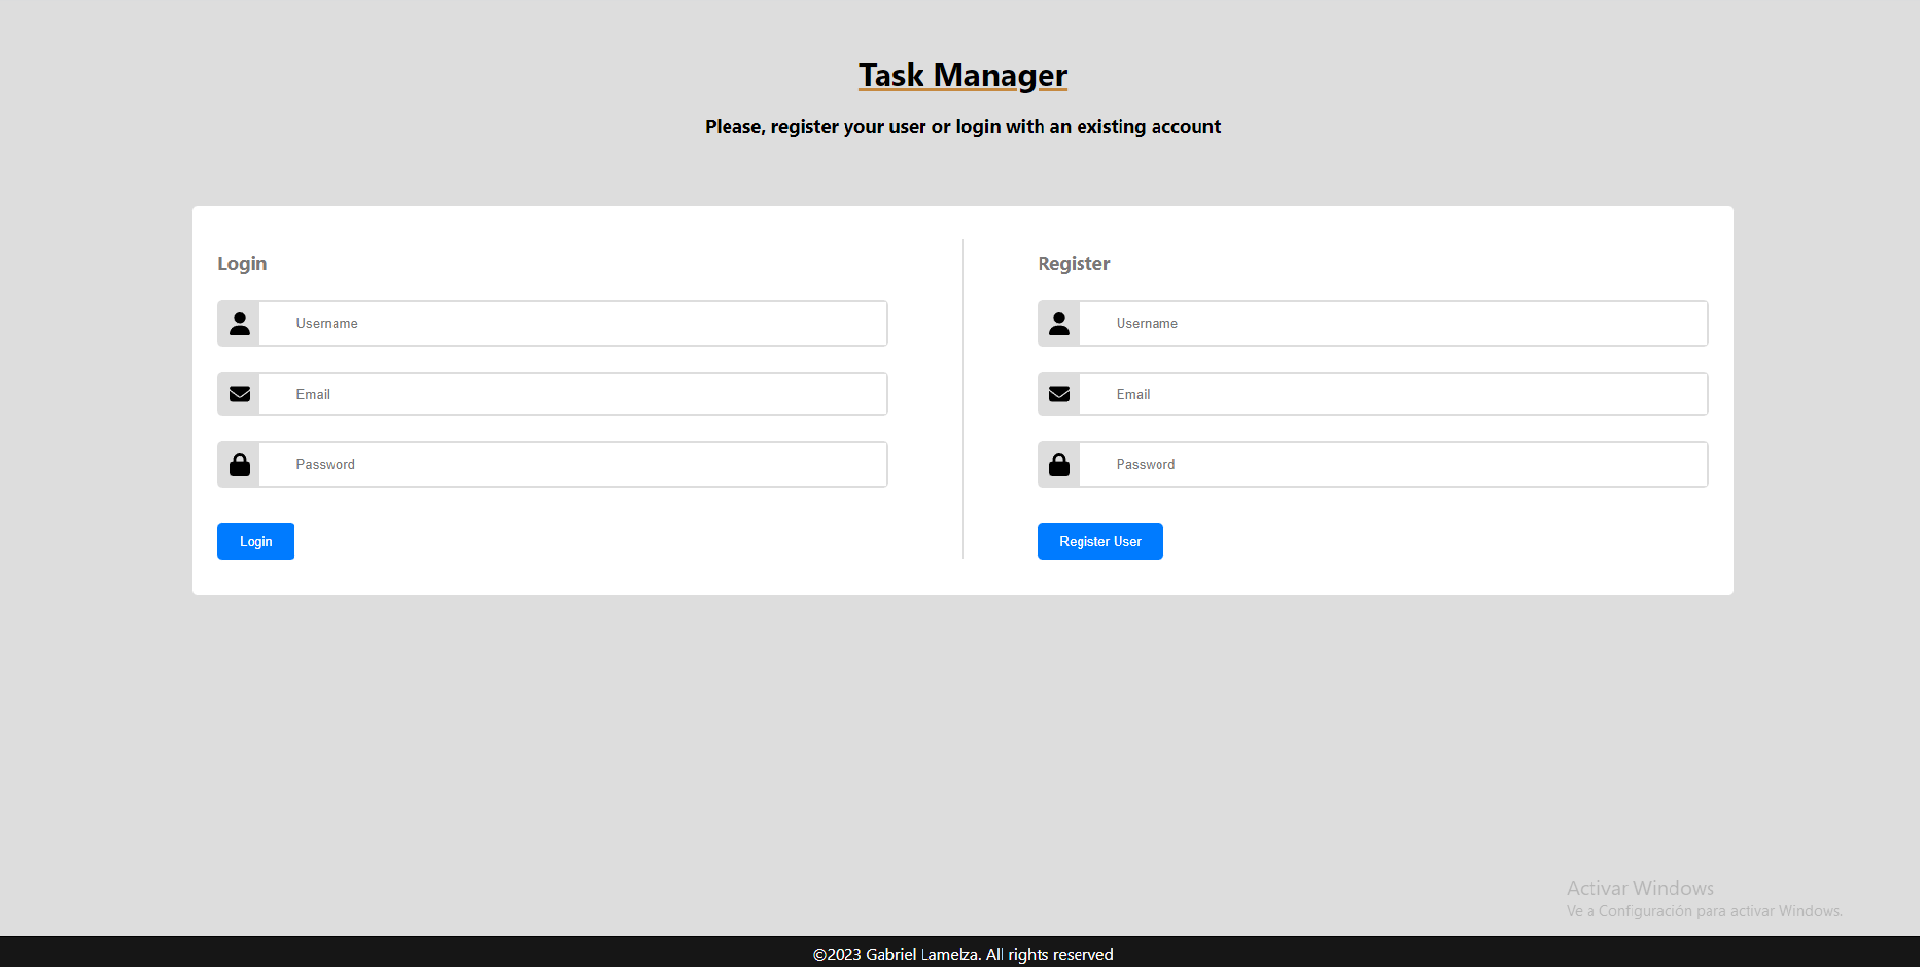 Task Manager
Please, register your user or login with an existing account
Login
Username
Email
Password
Login
Register
Username
Email
Password
Register User
Activar Windows
Ve a Configuración para activar Windows.
©2023 Gabriel Lamelza. All rights reserved